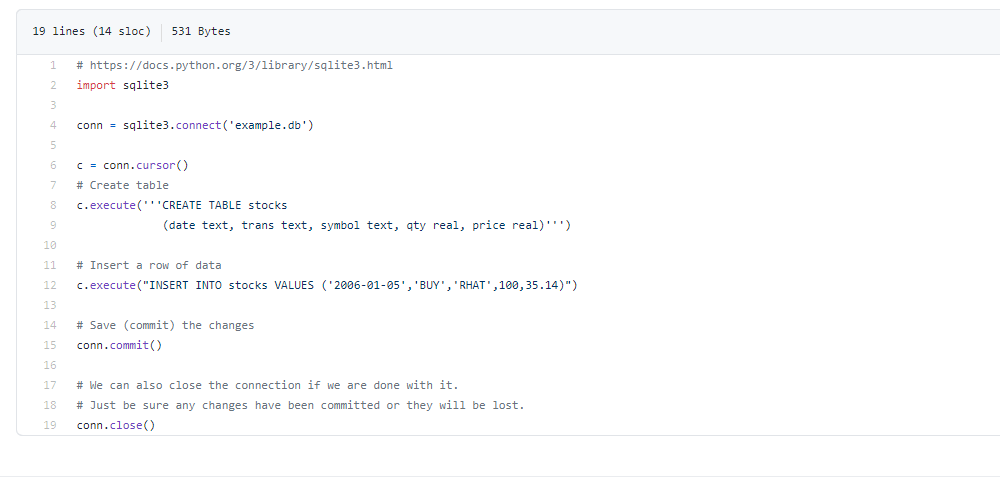 19 lines (14 sloc) 531 Bytes
1 # https://docs.python.org/3/library/sqlite3.html
2 import sqlite3
3
4 conn = sqlite3.connect('example.db')
5
6 c = conn.cursor()
7 # Create table
8 c.execute('''CREATE TABLE stocks
9              (date text, trans text, symbol text, qty real, price real)''')
10
11 # Insert a row of data
12 c.execute("INSERT INTO stocks VALUES ('2006-01-05','BUY','RHAT',100,35.14)")
13
14 # Save (commit) the changes
15 conn.commit()
16
17 # We can also close the connection if we are done with it.
18 # Just be sure any changes have been committed or they will be lost.
19 conn.close()